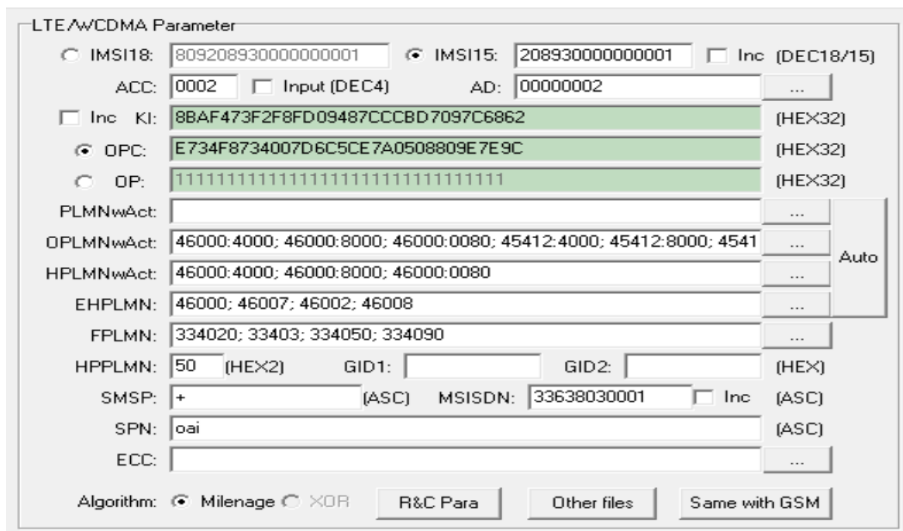 LTE/WCDMA Parameter
IMSI18: 809208930000000001 IMSI15: 208930000000001 Inc (DEC18/15)
ACC: 0002 Input (DEC4) AD: 00000002 ...
Inc KI: 8BAF473F2F8FD09487CCCBD7097C6862 (HEX32)
OPC: E734F8734007D6C5CE7A0508809E7E9C (HEX32)
OP: 11111111111111111111111111111111 (HEX32)
PLMNwAct: ...
OPLMNwAct: 46000:4000; 46000:8000; 46000:0080; 45412:4000; 45412:8000; 4541 ...
Auto
HPLMNwAct: 46000:4000; 46000:8000; 46000:0080 ...
EHPLMN: 46000; 46007; 46002; 46008 ...
FPLMN: 334020; 33403; 334050; 334090 ...
HPPLMN: 50 (HEX2) GID1: GID2: (HEX)
SMSP: + (ASC) MSISDN: 33638030001 Inc (ASC)
SPN: oai (ASC)
ECC: ...
Algorithm: Milenage XOR R&C Para Other files Same with GSM